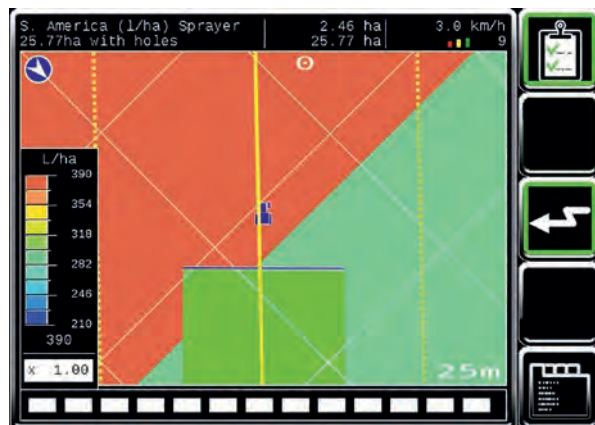 S. America (l/ha) Sprayer 2.46 ha 3.0 km/h
25.77ha with holes 25.77 ha 9
L/ha
390
354
318
282
246
210
390
x 1.00
25m